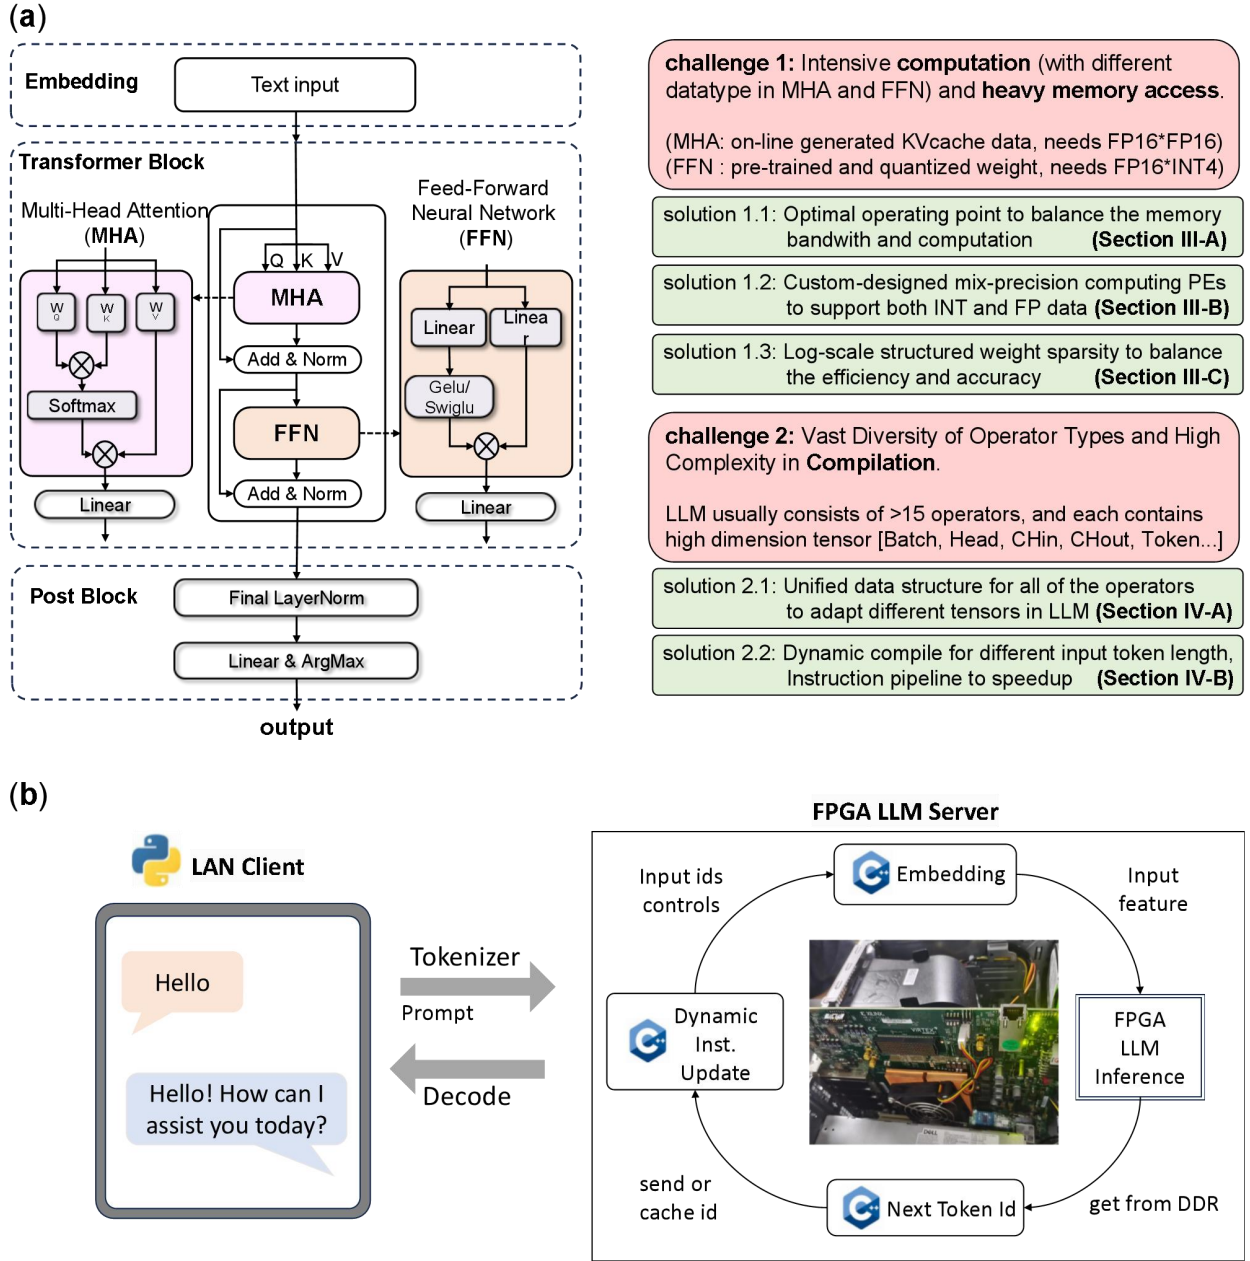 (a)
Embedding
Text input
Transformer Block
Multi-Head Attention
(MHA)
W
Q
W
K
W
V
Softmax
Linear
Q K V
MHA
Add & Norm
FFN
Add & Norm
Feed-Forward
Neural Network
(FFN)
Linear
Linea
r
Gelu/
Swiglu
Linear
Post Block
Final LayerNorm
Linear & ArgMax
output
challenge 1: Intensive computation (with different
datatype in MHA and FFN) and heavy memory access.
(MHA: on-line generated KVcache data, needs FP16*FP16)
(FFN : pre-trained and quantized weight, needs FP16*INT4)
solution 1.1: Optimal operating point to balance the memory
bandwith and computation (Section III-A)
solution 1.2: Custom-designed mix-precision computing PEs
to support both INT and FP data (Section III-B)
solution 1.3: Log-scale structured weight sparsity to balance
the efficiency and accuracy (Section III-C)
challenge 2: Vast Diversity of Operator Types and High
Complexity in Compilation.
LLM usually consists of >15 operators, and each contains
high dimension tensor [Batch, Head, CHin, CHout, Token...]
solution 2.1: Unified data structure for all of the operators
to adapt different tensors in LLM (Section IV-A)
solution 2.2: Dynamic compile for different input token length,
Instruction pipeline to speedup (Section IV-B)
(b)
LAN Client
Hello
Hello! How can I
assist you today?
Tokenizer
Prompt
Decode
FPGA LLM Server
Input ids
controls
C++ Embedding
Input
feature
C++ Dynamic
Inst.
Update
VIRTEX
DELL
FPGA
LLM
Inference
send or
cache id
C++ Next Token Id
get from DDR